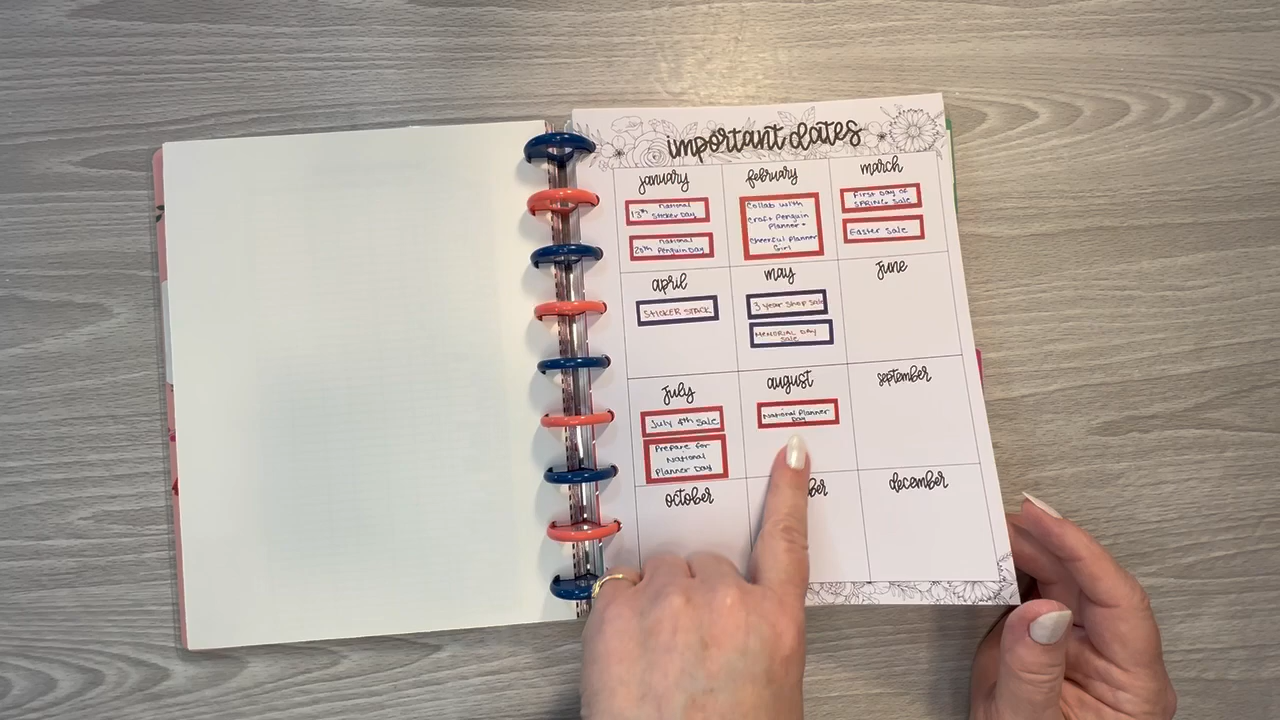 important dates
january
13th National
Sticker Day
20th National
Penguin Day
february
Collab with
Craft Penguin
Planner +
Cheerful Planner
Girl
march
First Day of
SPRING Sale
Easter Sale
april
STICKER STACK
may
3 year Shop Sale
MEMORIAL DAY
Sale
june
july
July 4th Sale
Prepare for
National
Planner Day
august
National Planner
Day
september
october
ber
december